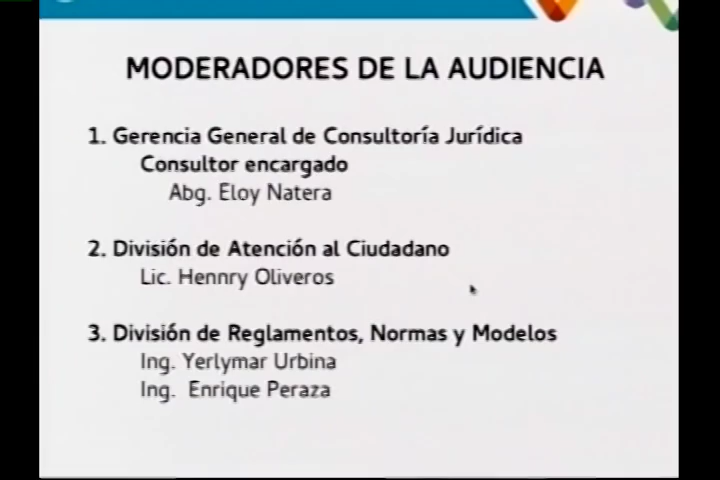 MODERADORES DE LA AUDIENCIA
1. Gerencia General de Consultoría Jurídica
Consultor encargado
Abg. Eloy Natera
2. División de Atención al Ciudadano
Lic. Hennry Oliveros
3. División de Reglamentos, Normas y Modelos
Ing. Yerlymar Urbina
Ing. Enrique Peraza